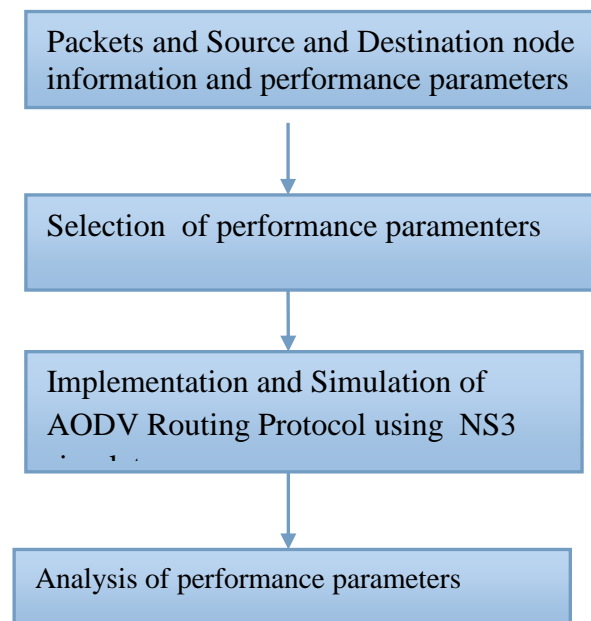 Packets and Source and Destination node
information and performance parameters
Selection of performance paramenters
Implementation and Simulation of
AODV Routing Protocol using NS3
Analysis of performance parameters